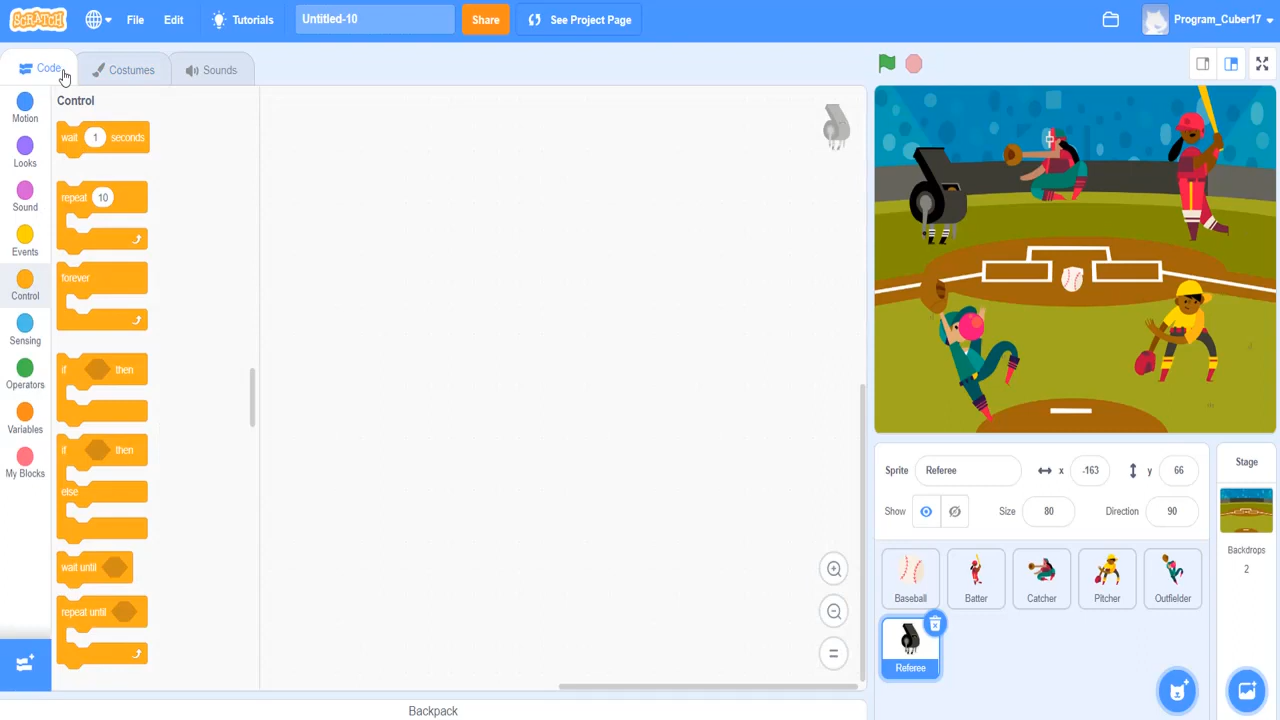 SCRATCH File Edit Tutorials Untitled-10 Share See Project Page Program_Cuber17
Code Costumes Sounds
Motion
Looks
Sound
Events
Control
Sensing
Operators
Variables
My Blocks
Control
wait 1 seconds
repeat 10
forever
if then
if then
else
wait until
repeat until
Backpack
Sprite Referee x -163 y 66
Show Size 80 Direction 90
Baseball Batter Catcher Pitcher Outfielder
Referee
Stage
Backdrops
2